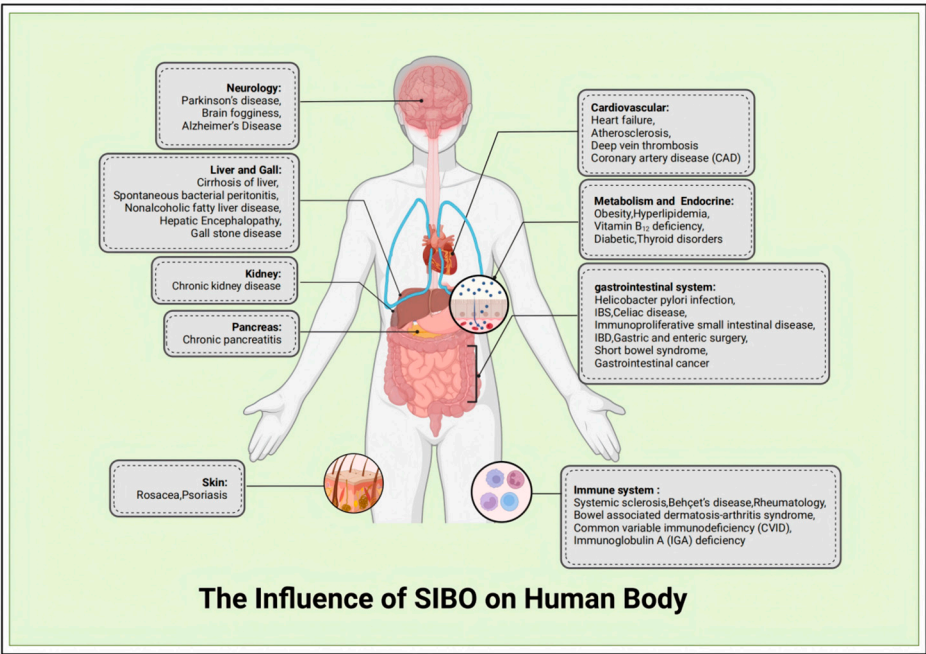 Neurology:
Parkinson's disease,
Brain fogginess,
Alzheimer's Disease
Liver and Gall:
Cirrhosis of liver,
Spontaneous bacterial peritonitis,
Nonalcoholic fatty liver disease,
Hepatic Encephalopathy,
Gall stone disease
Kidney:
Chronic kidney disease
Pancreas:
Chronic pancreatitis
Skin:
Rosacea,Psoriasis
Cardiovascular:
Heart failure,
Atherosclerosis,
Deep vein thrombosis
Coronary artery disease (CAD)
Metabolism and Endocrine:
Obesity,Hyperlipidemia,
Vitamin B₁₂ deficiency,
Diabetic,Thyroid disorders
gastrointestinal system:
Helicobacter pylori infection,
IBS,Celiac disease,
Immunoproliferative small intestinal disease,
IBD,Gastric and enteric surgery,
Short bowel syndrome,
Gastrointestinal cancer
Immune system :
Systemic sclerosis,Behçet's disease,Rheumatology,
Bowel associated dermatosis-arthritis syndrome,
Common variable immunodeficiency (CVID),
Immunoglobulin A (IGA) deficiency
The Influence of SIBO on Human Body